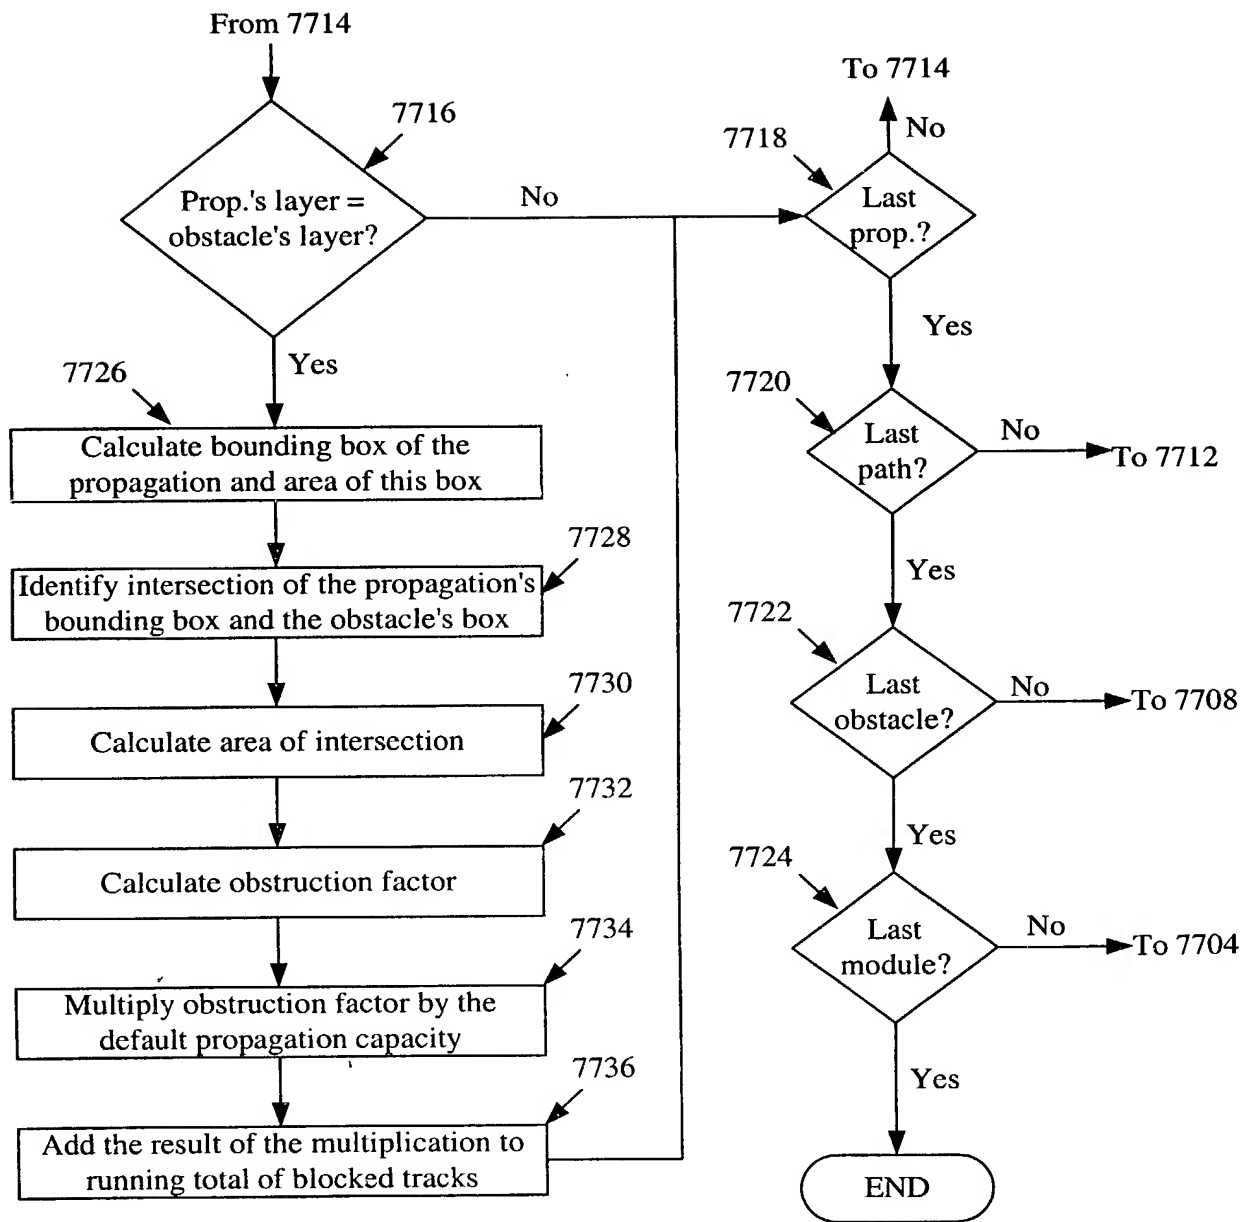 From 7714
7716
Prop.'s layer =
obstacle's layer?
No
Yes
7726
Calculate bounding box of the
propagation and area of this box
7728
Identify intersection of the propagation's
bounding box and the obstacle's box
7730
Calculate area of intersection
7732
Calculate obstruction factor
7734
Multiply obstruction factor by the
default propagation capacity
7736
Add the result of the multiplication to
running total of blocked tracks
To 7714
No
7718
Last
prop.?
Yes
7720
Last
path?
No
To 7712
Yes
7722
Last
obstacle?
No
To 7708
Yes
7724
Last
module?
No
To 7704
Yes
END